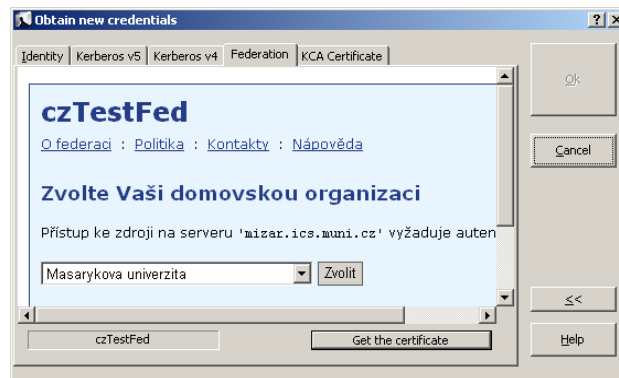 Obtain new credentials
Identity Kerberos v5 Kerberos v4 Federation KCA Certificate
czTestFed
O federaci : Politika : Kontakty : Nápověda
Zvolte Vaši domovskou organizaci
Přístup ke zdroji na serveru 'mizar.ics.muni.cz' vyžaduje auten
Masarykova univerzita Zvolit
czTestFed Get the certificate
Ok
Cancel
<<
Help